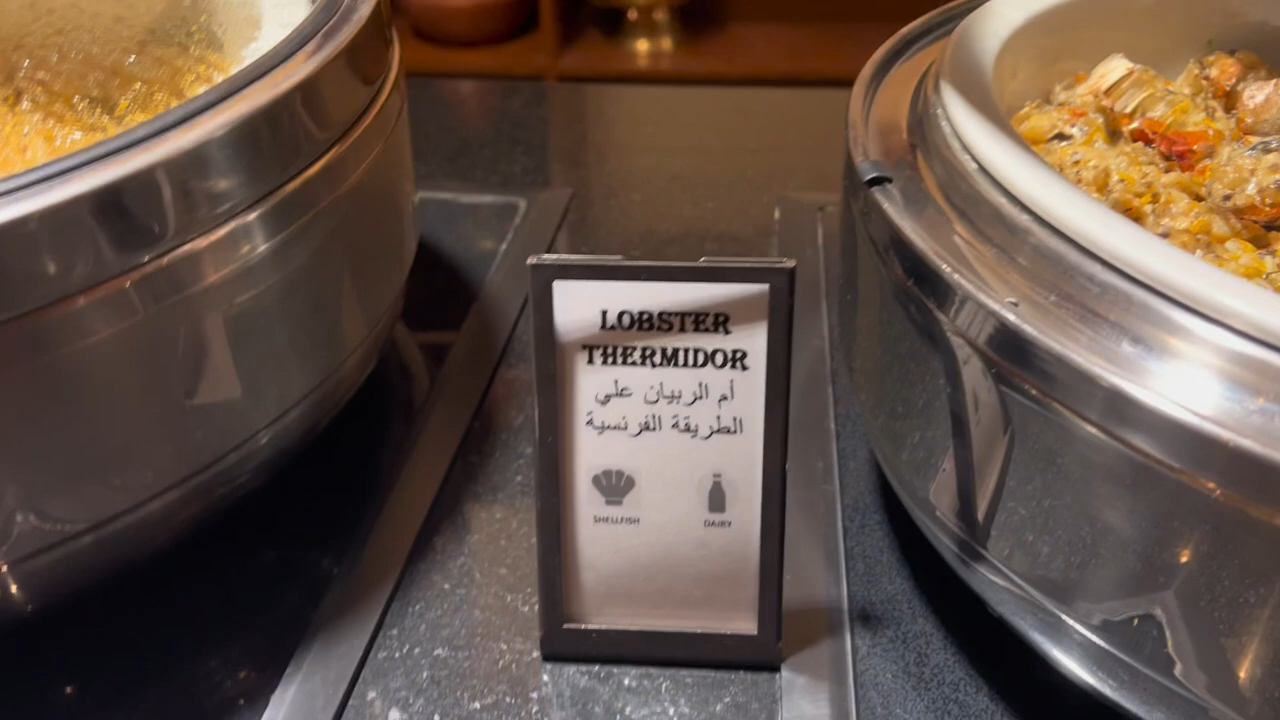 LOBSTER
THERMIDOR
أم الربيان علي
الطريقة الفرنسية
SHELLFISH
DAIRY